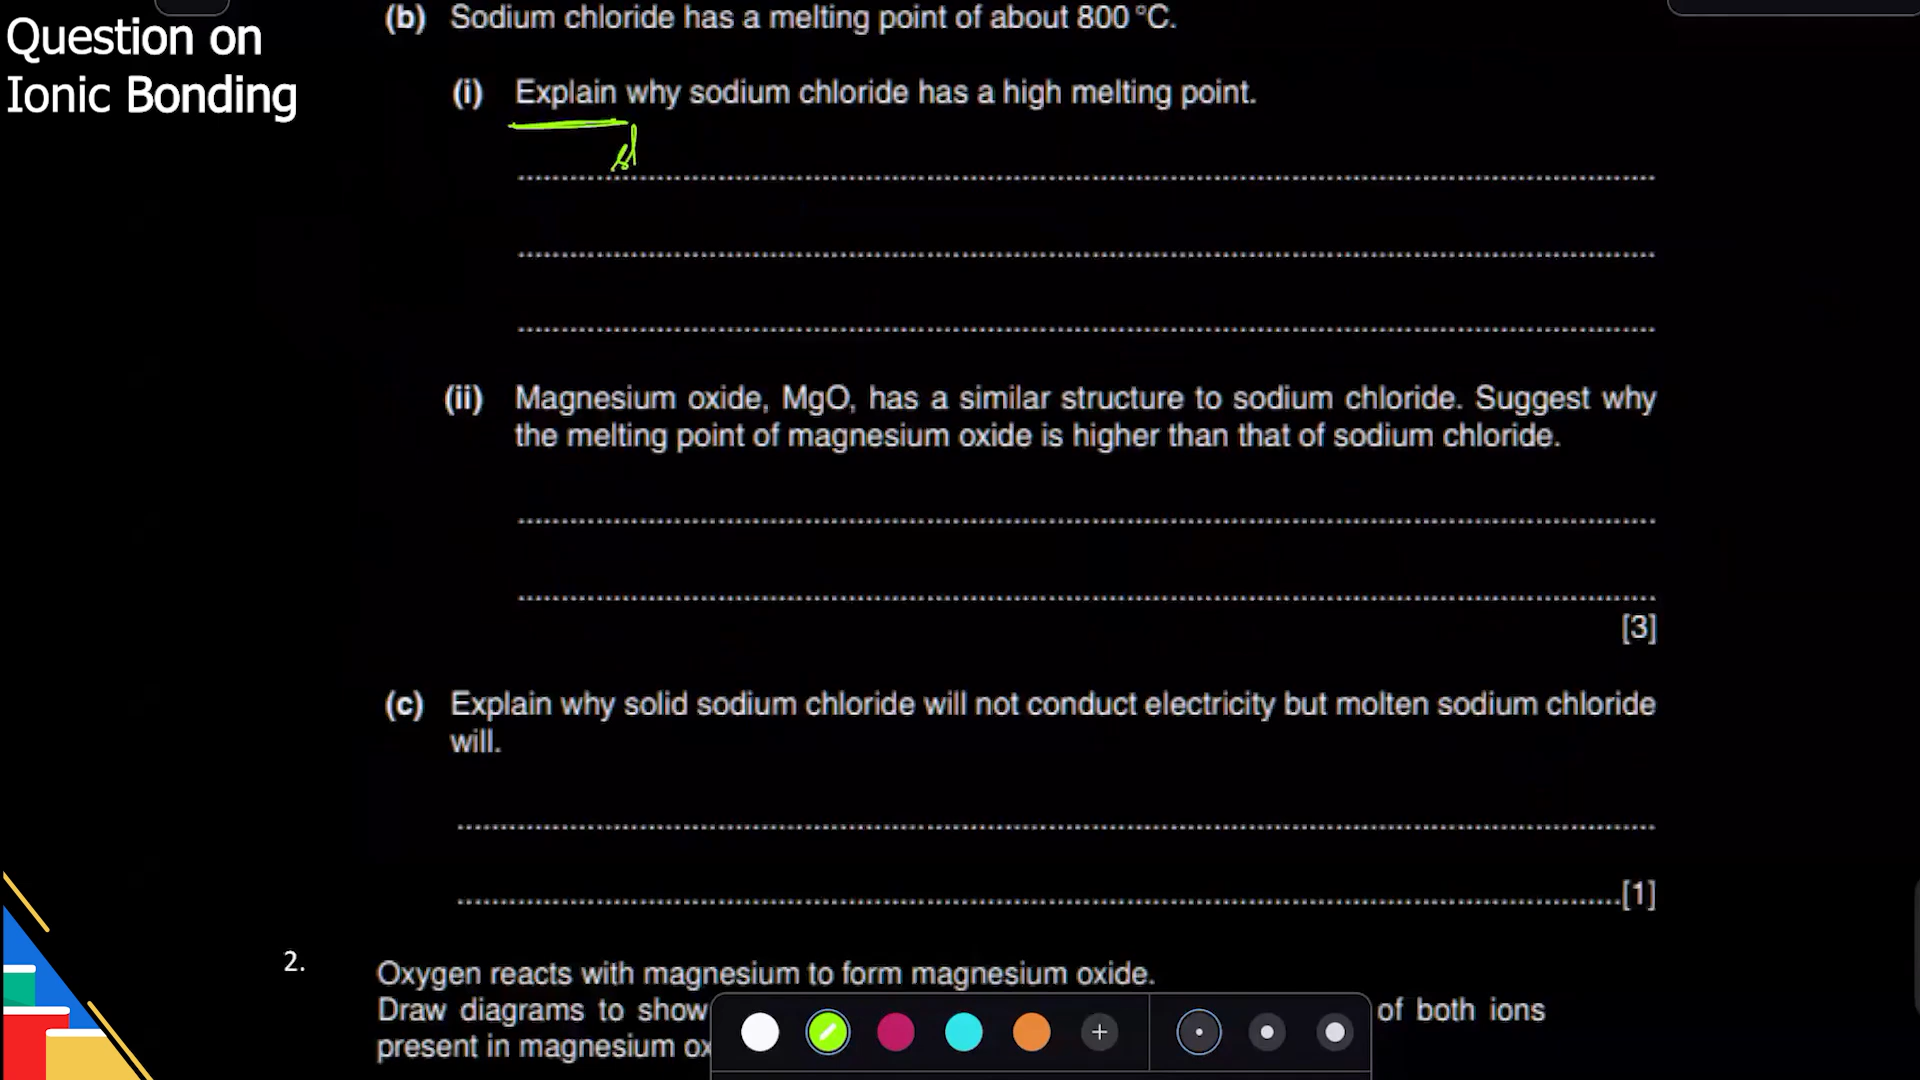 Question on
Ionic Bonding
(b) Sodium chloride has a melting point of about 800 °C.
(i) Explain why sodium chloride has a high melting point.
(ii) Magnesium oxide, MgO, has a similar structure to sodium chloride. Suggest why
the melting point of magnesium oxide is higher than that of sodium chloride.
[3]
(c) Explain why solid sodium chloride will not conduct electricity but molten sodium chloride
will.
[1]
2.
Oxygen reacts with magnesium to form magnesium oxide.
Draw diagrams to show of both ions
present in magnesium ox